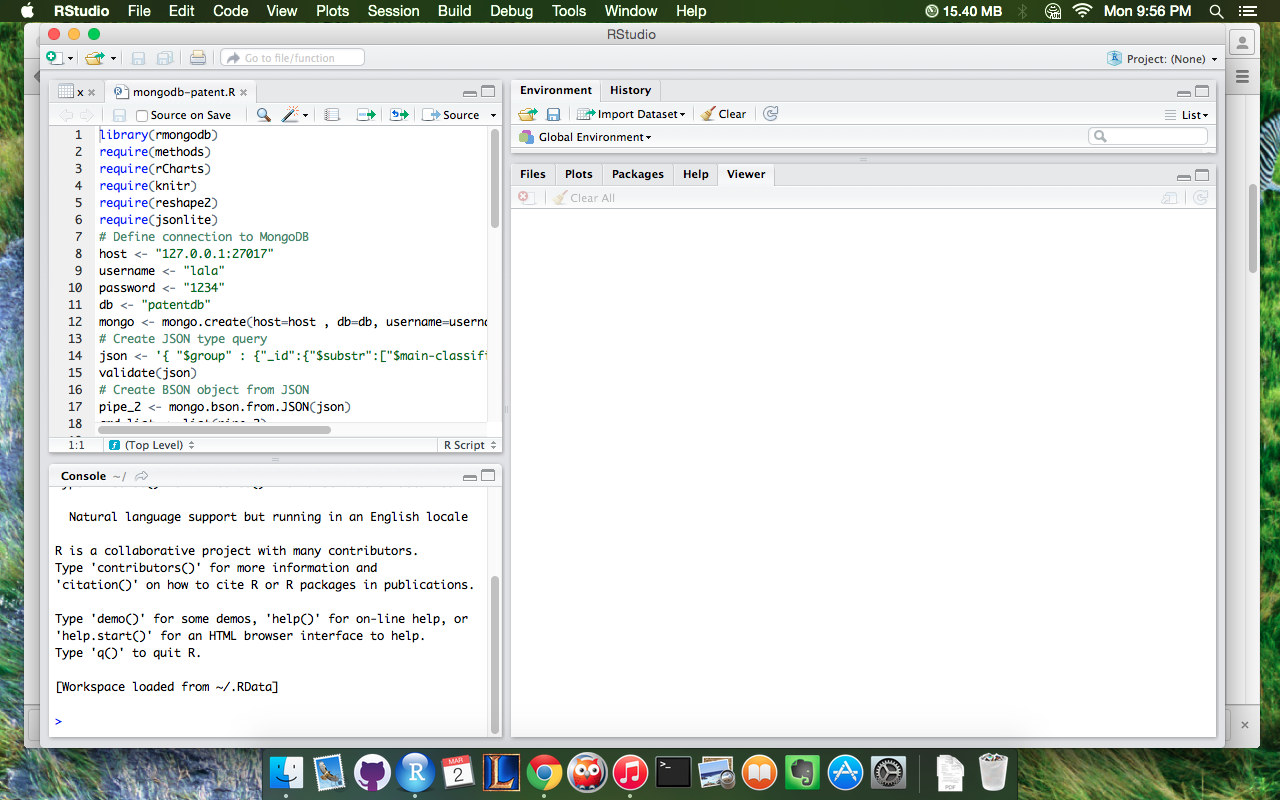 RStudio File Edit Code View Plots Session Build Debug Tools Window Help 15.40 MB Mon 9:56 PM
RStudio
Go to file/function
Project: (None)
x mongodb-patent.R
Source on Save Source
1 library(rmongodb)
2 require(methods)
3 require(rCharts)
4 require(knitr)
5 require(reshape2)
6 require(jsonlite)
7 # Define connection to MongoDB
8 host <- "127.0.0.1:27017"
9 username <- "lala"
10 password <- "1234"
11 db <- "patentdb"
12 mongo <- mongo.create(host=host , db=db, username=userna
13 # Create JSON type query
14 json <- '{ "$group" : {"_id":{"$substr":["$main-classifi
15 validate(json)
16 # Create BSON object from JSON
17 pipe_2 <- mongo.bson.from.JSON(json)
18
1:1 (Top Level) R Script
Console ~/
Natural language support but running in an English locale
R is a collaborative project with many contributors.
Type 'contributors()' for more information and
'citation()' on how to cite R or R packages in publications.
Type 'demo()' for some demos, 'help()' for on-line help, or
'help.start()' for an HTML browser interface to help.
Type 'q()' to quit R.
[Workspace loaded from ~/.RData]
>
Environment History
Import Dataset Clear List
Global Environment
Files Plots Packages Help Viewer
Clear All
R MAR 2 L >_ PDF